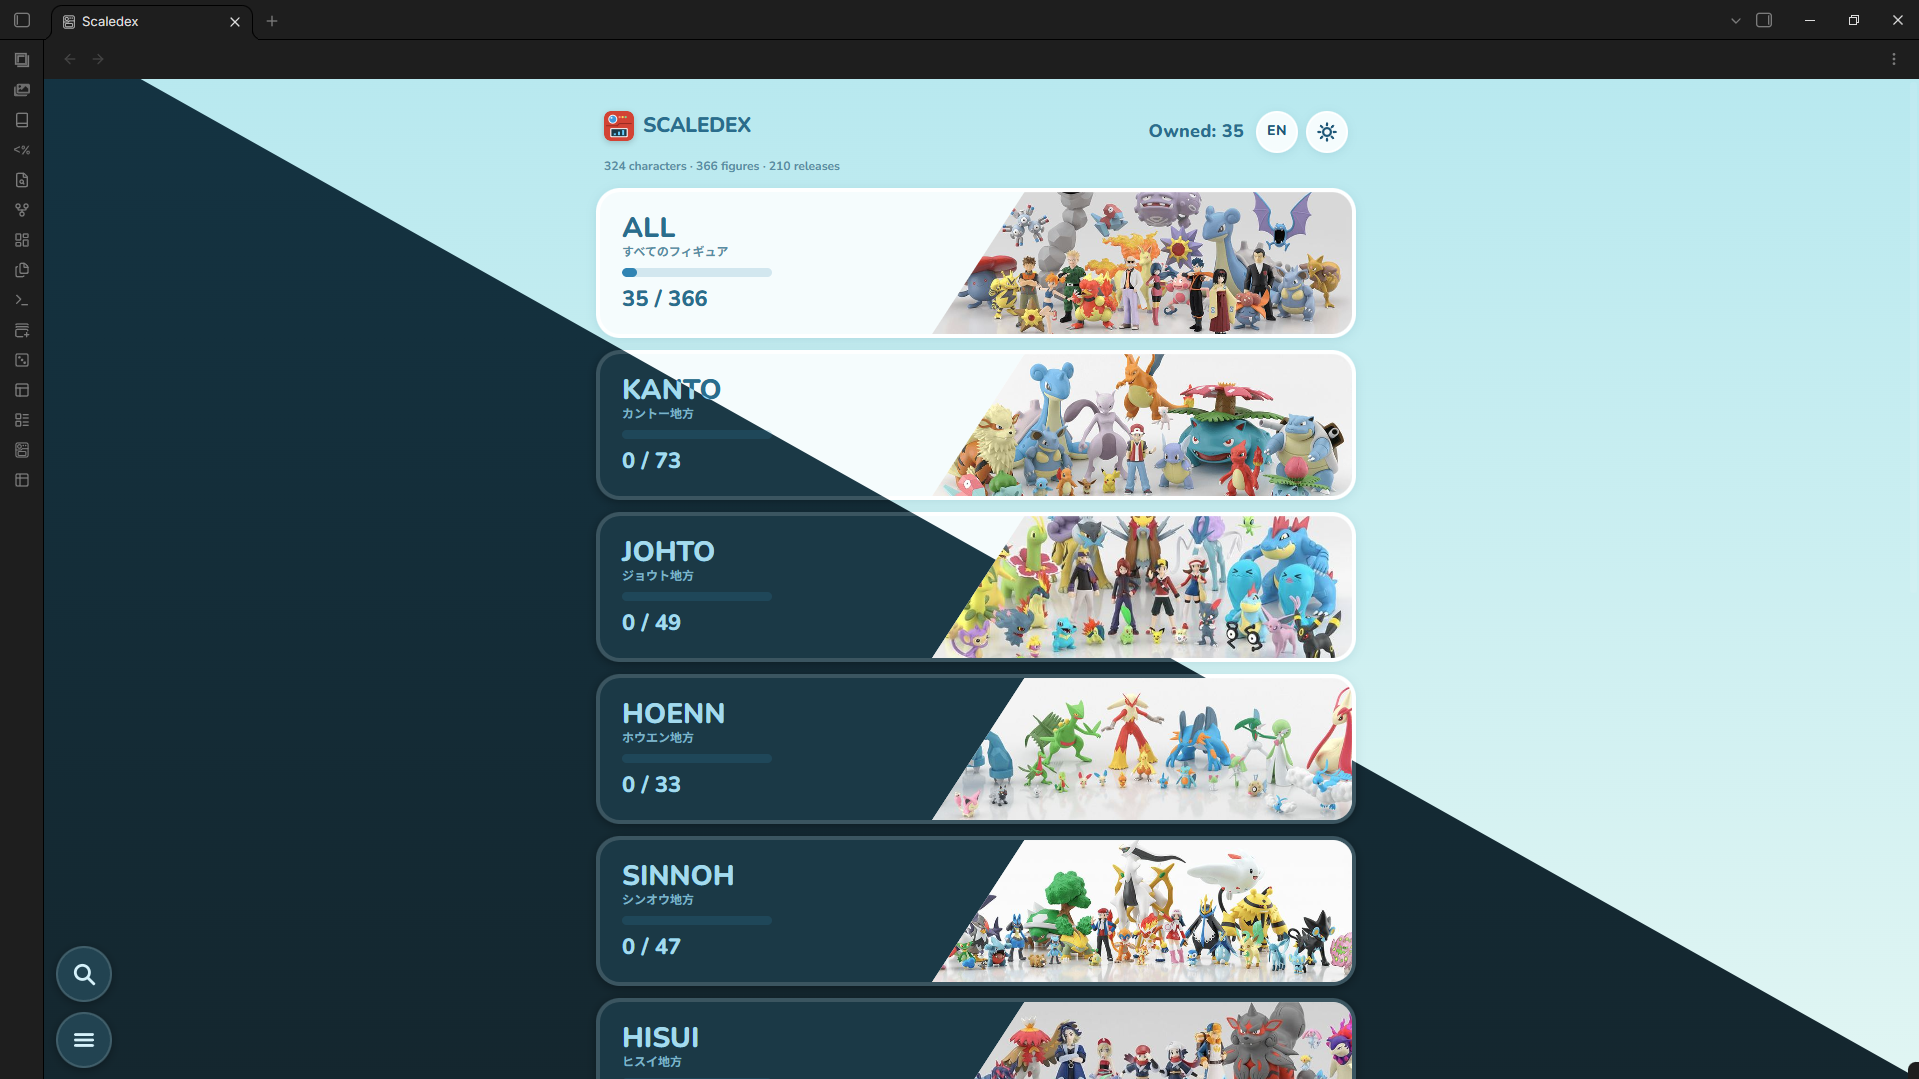 Scaledex
SCALEDEX
Owned: 35
EN
324 characters · 366 figures · 210 releases
ALL
すべてのフィギュア
35 / 366
KANTO
カントー地方
0 / 73
JOHTO
ジョウト地方
0 / 49
HOENN
ホウエン地方
0 / 33
SINNOH
シンオウ地方
0 / 47
HISUI
ヒスイ地方